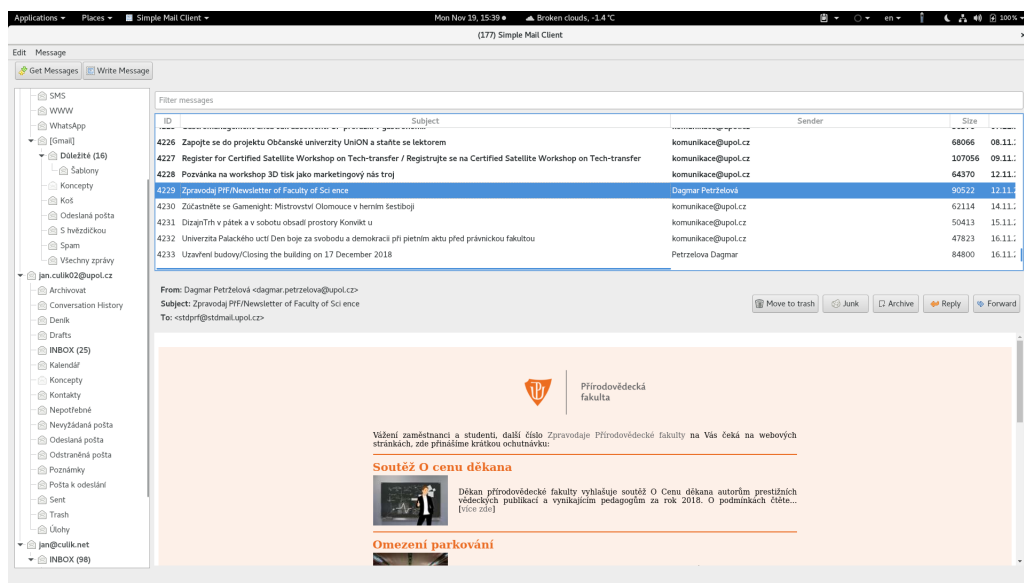 Applications Places Simple Mail Client Mon Nov 19, 15:39 Broken clouds, -1.4 °C en 100%
(177) Simple Mail Client
Edit Message
Get Messages Write Message
SMS
WWW
WhatsApp
[Gmail]
Důležité (16)
Šablony
Koncepty
Koš
Odeslaná pošta
S hvězdičkou
Spam
Všechny zprávy
jan.culik02@upol.cz
Archivovat
Conversation History
Deník
Drafts
INBOX (25)
Kalendář
Koncepty
Kontakty
Nepotřebné
Nevyžádaná pošta
Odeslaná pošta
Odstraněná pošta
Poznámky
Pošta k odeslání
Sent
Trash
Úlohy
jan@culik.net
INBOX (98)
Filter messages
ID Subject Sender Size
4226 Zapojte se do projektu Občanské univerzity UniON a staňte se lektorem komunikace@upol.cz 68066 08.11.
4227 Register for Certified Satellite Workshop on Tech-transfer / Registrujte se na Certified Satellite Workshop on Tech-transfer komunikace@upol.cz 107056 09.11.
4228 Pozvánka na workshop 3D tisk jako marketingový nás troj komunikace@upol.cz 64370 12.11.
4229 Zpravodaj PřF/Newsletter of Faculty of Sci ence Dagmar Petrželová 90522 12.11.
4230 Zúčastněte se Gamenight: Mistrovství Olomouce v herním šestiboji komunikace@upol.cz 62114 14.11.
4231 DizajnTrh v pátek a v sobotu obsadí prostory Konvikt u komunikace@upol.cz 50413 15.11.
4232 Univerzita Palackého uctí Den boje za svobodu a demokracii při pietním aktu před právnickou fakultou komunikace@upol.cz 47823 16.11.
4233 Uzavření budovy/Closing the building on 17 December 2018 Petrzelova Dagmar 84800 16.11.
From: Dagmar Petrželová <dagmar.petrzelova@upol.cz>
Subject: Zpravodaj PřF/Newsletter of Faculty of Sci ence
To: <stdprf@stdmail.upol.cz>
Move to trash Junk Archive Reply Forward
Přírodovědecká
fakulta
Vážení zaměstnanci a studenti, další číslo Zpravodaje Přírodovědecké fakulty na Vás čeká na webových
stránkách, zde přinášíme krátkou ochutnávku:
Soutěž O cenu děkana
Děkan přírodovědecké fakulty vyhlašuje soutěž O Cenu děkana autorům prestižních
vědeckých publikací a vynikajícím pedagogům za rok 2018. O podmínkách čtěte...
[více zde]
Omezení parkování